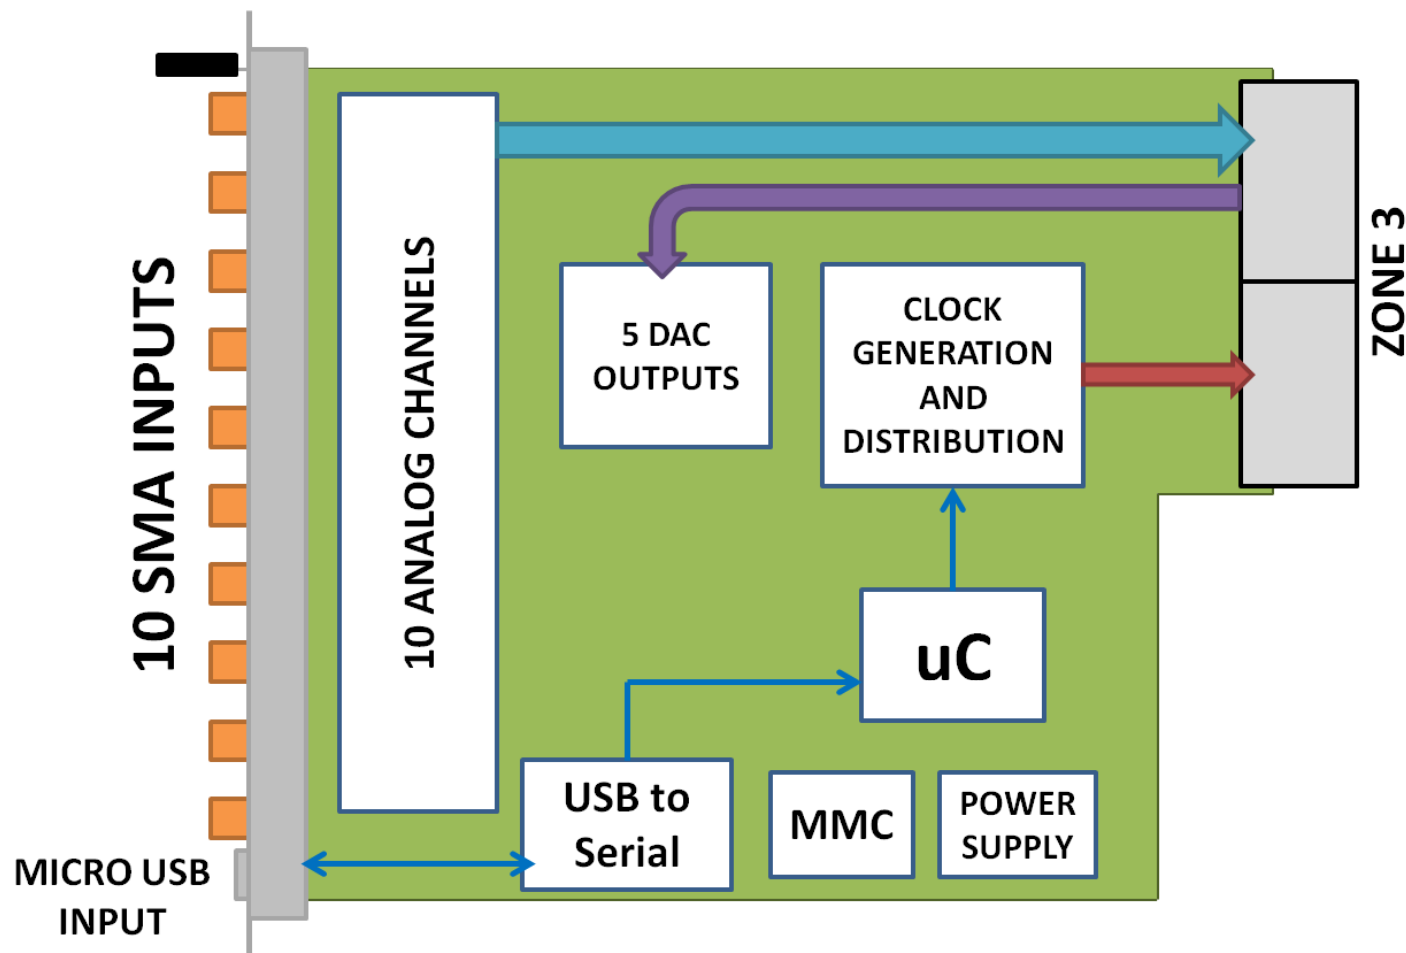 10 SMA INPUTS
10 ANALOG CHANNELS
5 DAC
OUTPUTS
CLOCK
GENERATION
AND
DISTRIBUTION
ZONE 3
uC
USB to
Serial
MMC
POWER
SUPPLY
MICRO USB
INPUT